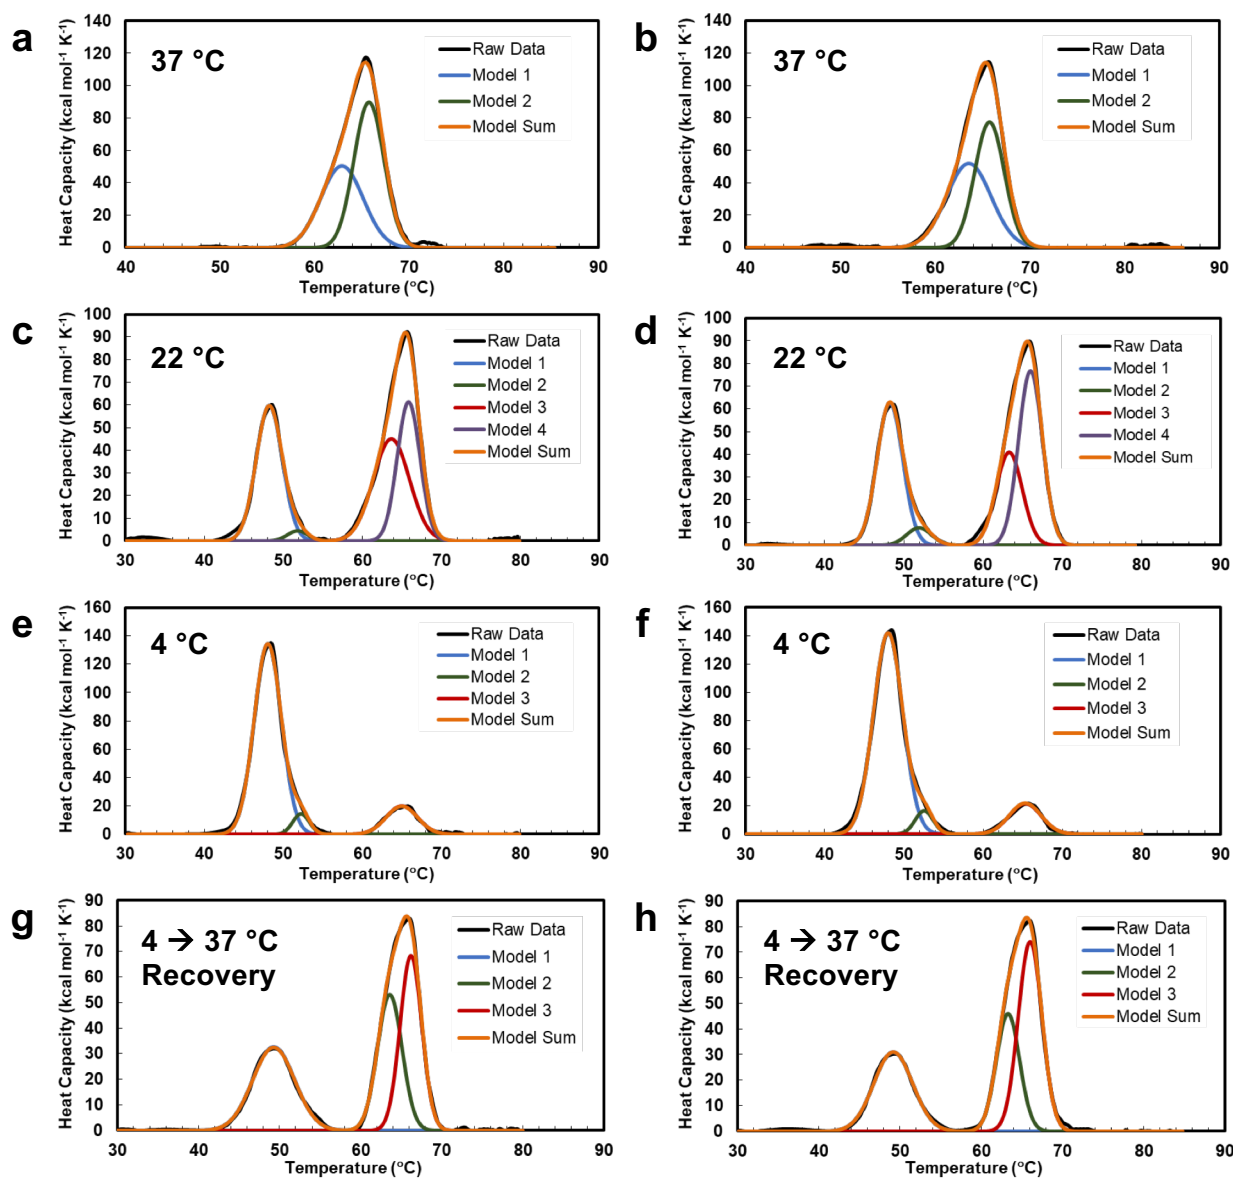 a
37 °C
Heat Capacity (kcal mol-1 K-1)
140
120
100
80
60
40
20
0
40
50
60
70
80
90
Temperature (°C)
Raw Data
Model 1
Model 2
Model Sum
b
37 °C
Heat Capacity (kcal mol-1 K-1)
140
120
100
80
60
40
20
0
40
50
60
70
80
90
Temperature (°C)
Raw Data
Model 1
Model 2
Model Sum
c
22 °C
Heat Capacity (kcal mol-1 K-1)
100
90
80
70
60
50
40
30
20
10
0
30
40
50
60
70
80
90
Temperature (°C)
Raw Data
Model 1
Model 2
Model 3
Model 4
Model Sum
d
22 °C
Heat Capacity (kcal mol-1 K-1)
100
90
80
70
60
50
40
30
20
10
0
30
40
50
60
70
80
90
Temperature (°C)
Raw Data
Model 1
Model 2
Model 3
Model 4
Model Sum
e
4 °C
Heat Capacity (kcal mol-1 K-1)
160
140
120
100
80
60
40
20
0
30
40
50
60
70
80
90
Temperature (°C)
Raw Data
Model 1
Model 2
Model 3
Model Sum
f
4 °C
Heat Capacity (kcal mol-1 K-1)
160
140
120
100
80
60
40
20
0
30
40
50
60
70
80
90
Temperature (°C)
Raw Data
Model 1
Model 2
Model 3
Model Sum
g
4 → 37 °C
Recovery
Heat Capacity (kcal mol-1 K-1)
90
80
70
60
50
40
30
20
10
0
30
40
50
60
70
80
90
Temperature (°C)
Raw Data
Model 1
Model 2
Model 3
Model Sum
h
4 → 37 °C
Recovery
Heat Capacity (kcal mol-1 K-1)
90
80
70
60
50
40
30
20
10
0
30
40
50
60
70
80
90
Temperature (°C)
Raw Data
Model 1
Model 2
Model 3
Model Sum